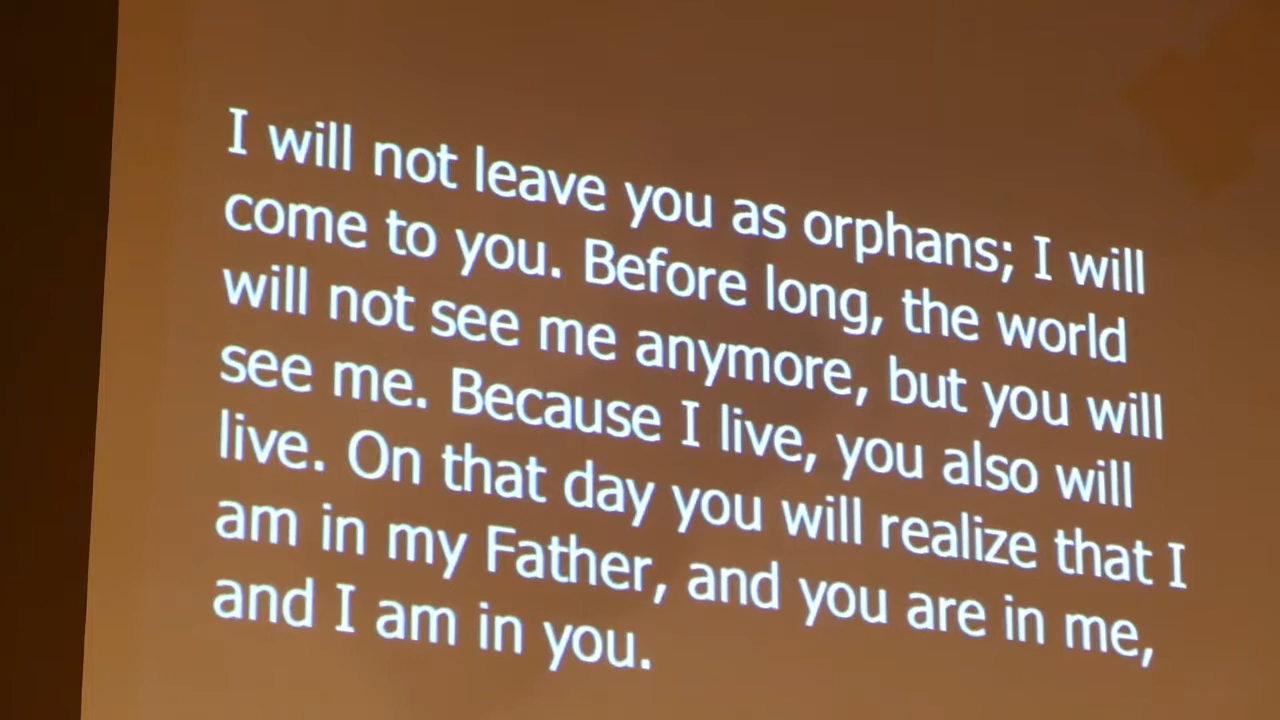 I will not leave you as orphans; I will
come to you. Before long, the world
will not see me anymore, but you will
see me. Because I live, you also will
live. On that day you will realize that I
am in my Father, and you are in me,
and I am in you.